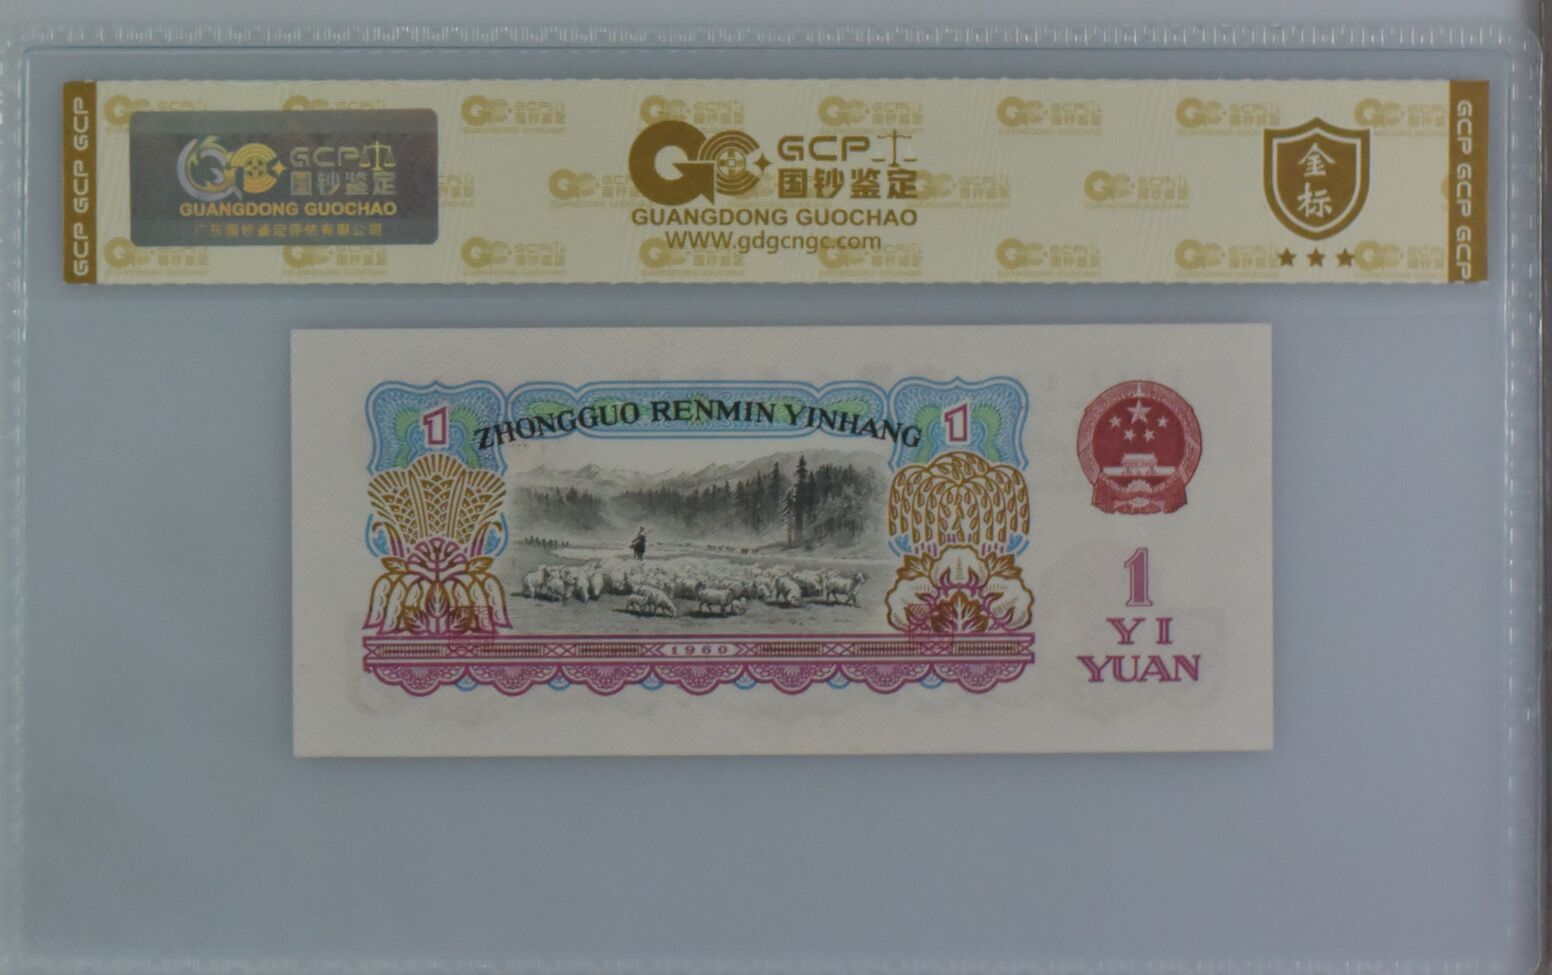 GCP GCP GCP
GCP
国钞鉴定
GUANGDONG GUOCHAO
广东国钞鉴定评估有限公司
GCP
国钞鉴定
GUANGDONG GUOCHAO
WWW.gdgcngc.com
金标
GCP GCP GCP
1
ZHONGGUO RENMIN YINHANG
1
1960
1
YI
YUAN